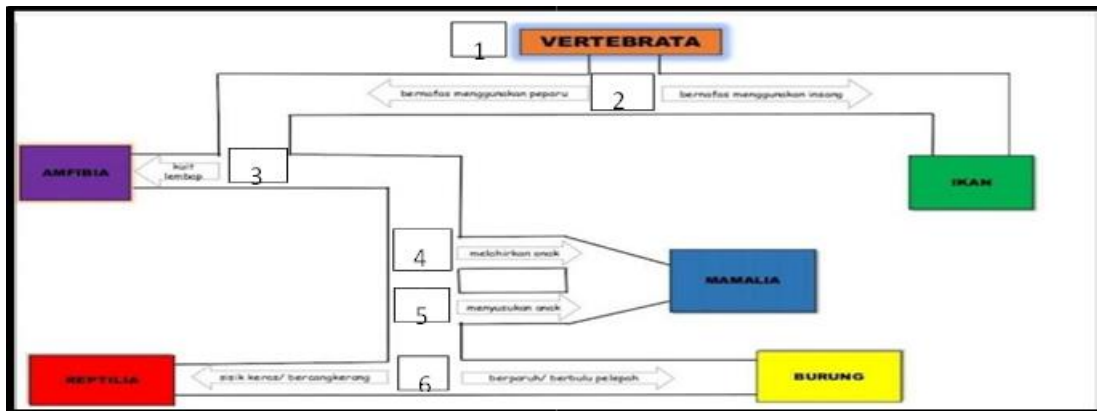 1
VERTEBRATA
bernafas menggunakan peparu
2
bernafas menggunakan insang
AMFIBIA
kulit
lembap
3
IKAN
4
melahirkan anak
MAMALIA
5
menyusukan anak
REPTILIA
sisik keras/ bercangkerang
6
berparuh/ berbulu pelepah
BURUNG